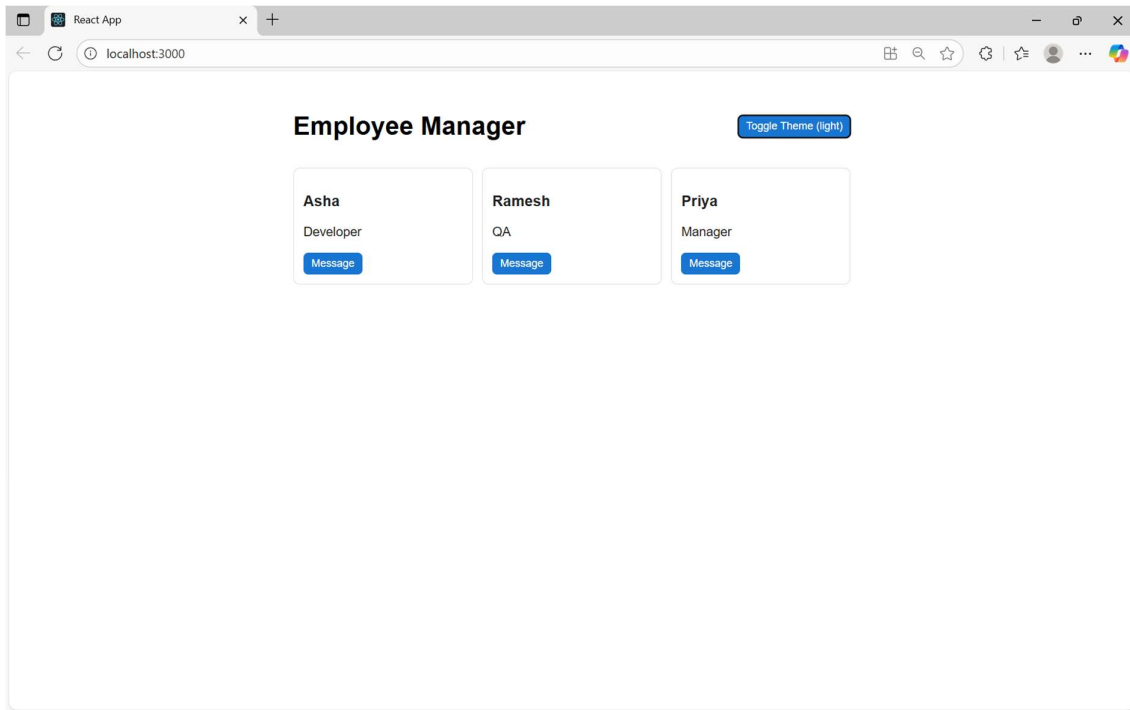 React App
localhost:3000
Employee Manager
Toggle Theme (light)
Asha
Developer
Message
Ramesh
QA
Message
Priya
Manager
Message